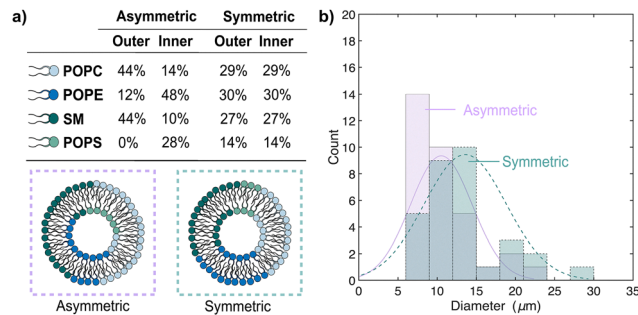 a)
Asymmetric Symmetric
Outer Inner Outer Inner
POPC 44% 14% 29% 29%
POPE 12% 48% 30% 30%
SM 44% 10% 27% 27%
POPS 0% 28% 14% 14%
Asymmetric Symmetric
b)
20
18
16
14
12
10
8
6
4
2
0
Count
Asymmetric
Symmetric
0 5 10 15 20 25 30 35
Diameter (μm)